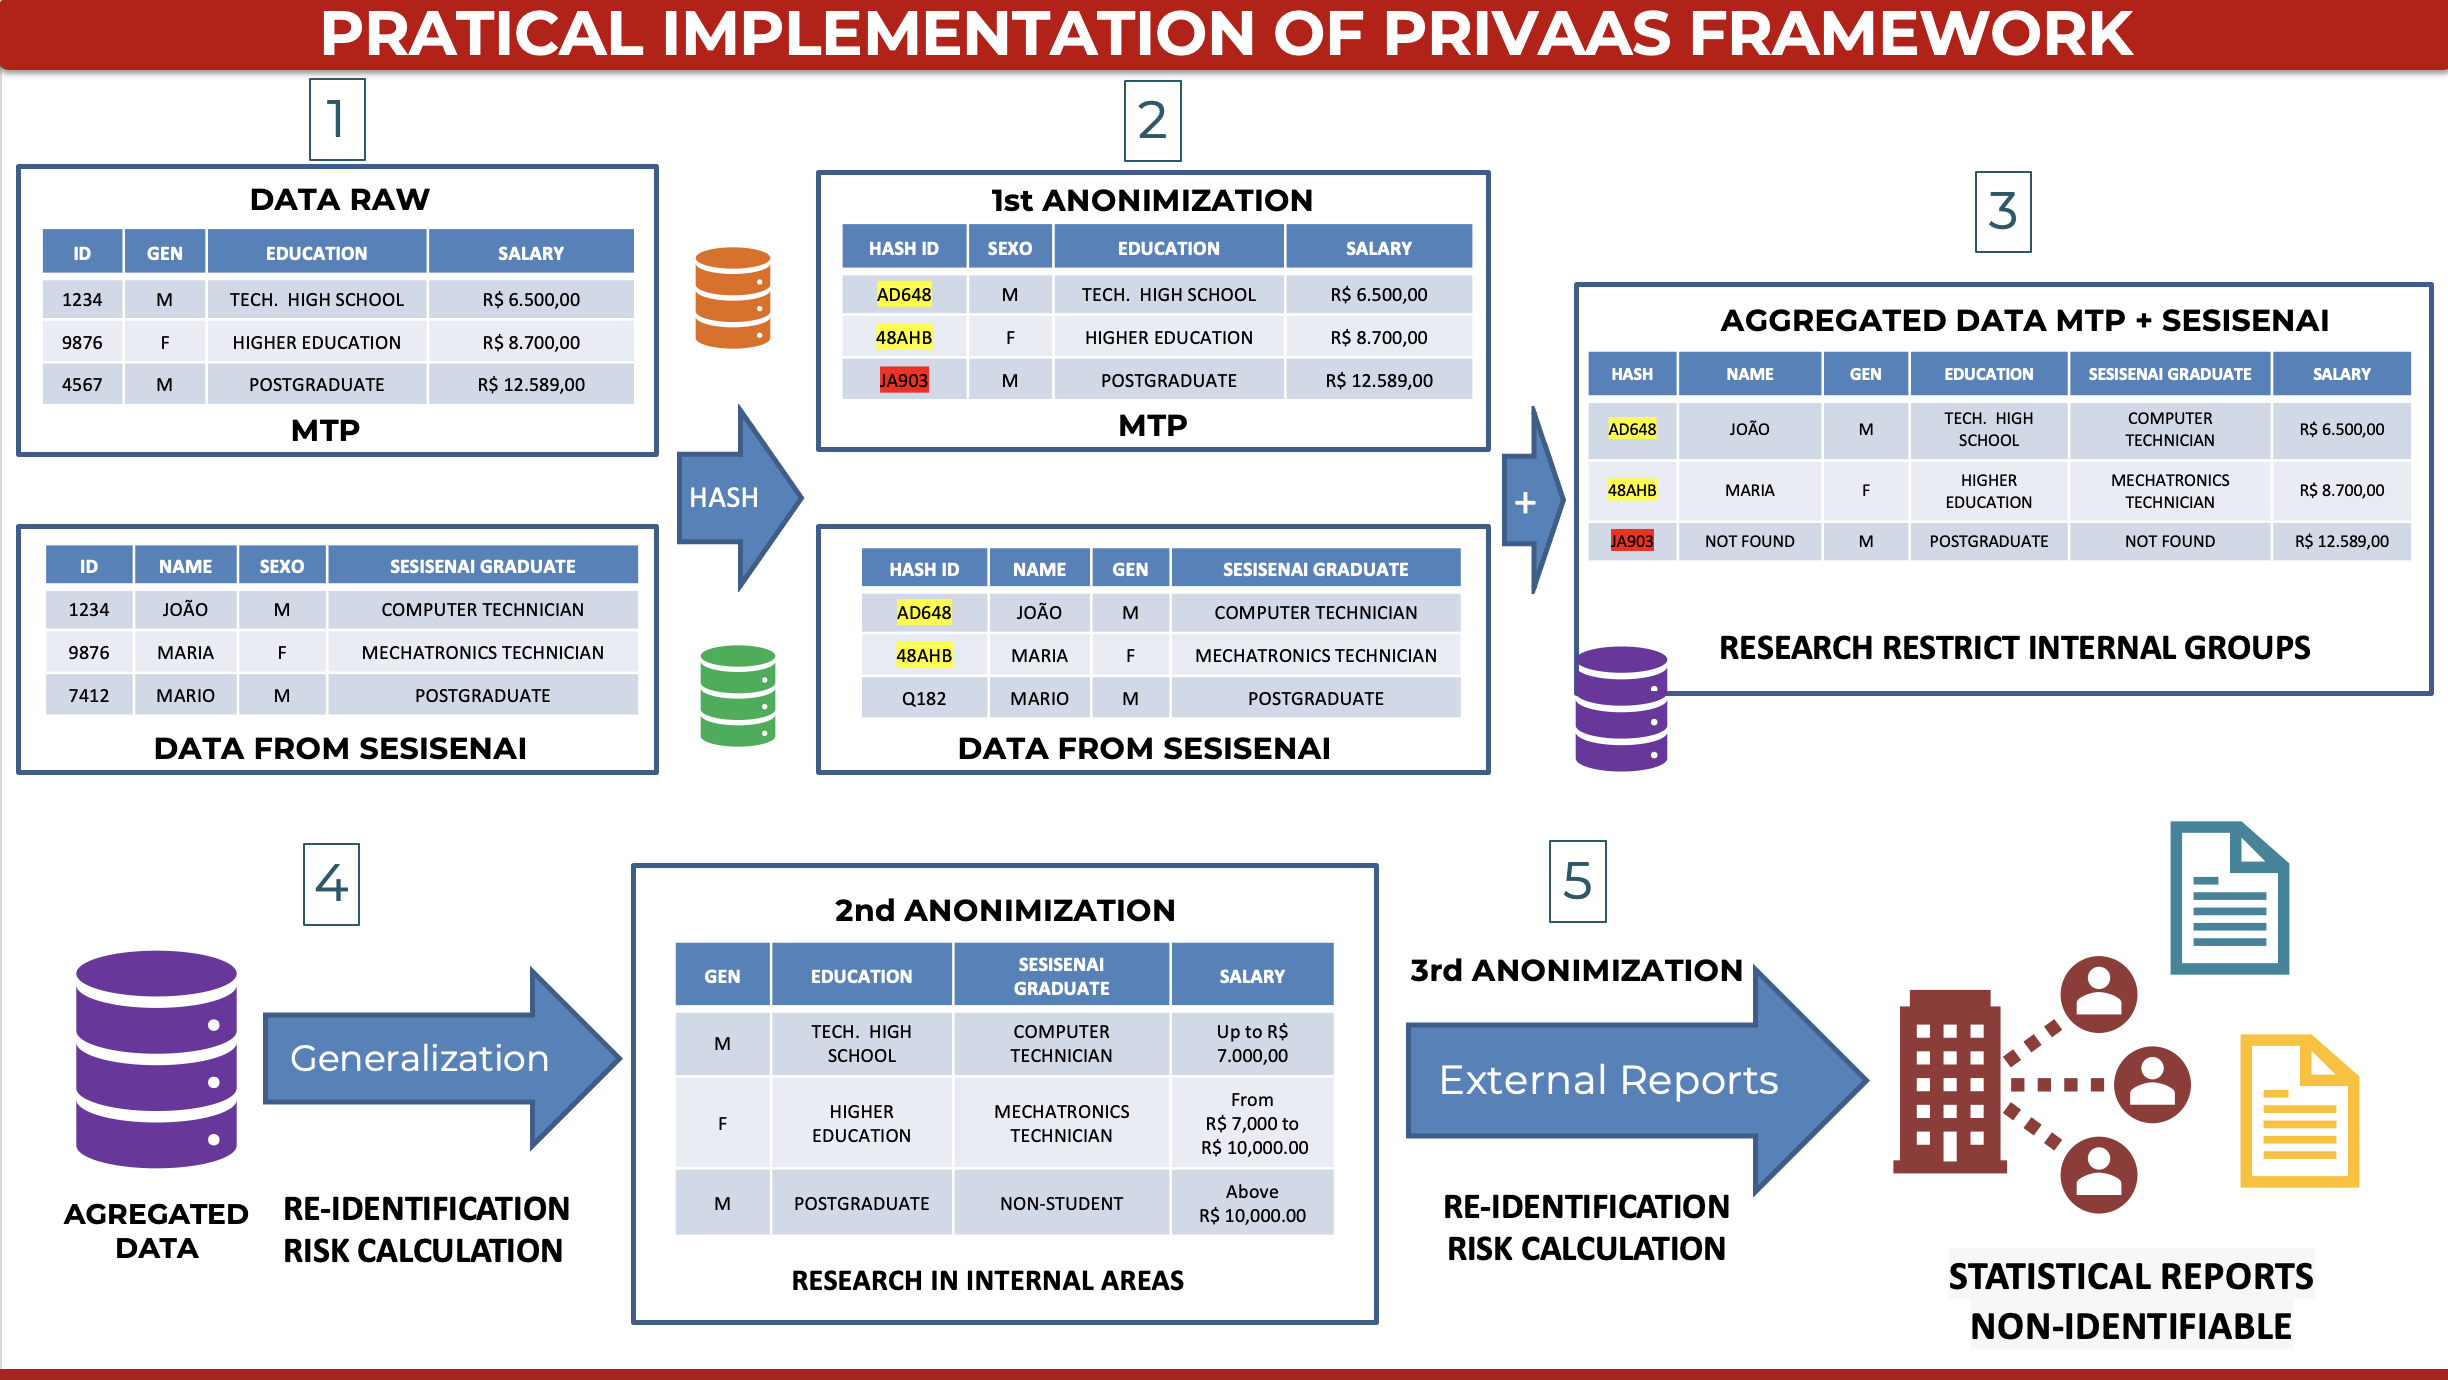 PRATICAL IMPLEMENTATION OF PRIVAAS FRAMEWORK
1
DATA RAW
ID GEN EDUCATION SALARY
1234 M TECH. HIGH SCHOOL R$ 6.500,00
9876 F HIGHER EDUCATION R$ 8.700,00
4567 M POSTGRADUATE R$ 12.589,00
MTP
ID NAME SEXO SESISENAI GRADUATE
1234 JOÃO M COMPUTER TECHNICIAN
9876 MARIA F MECHATRONICS TECHNICIAN
7412 MARIO M POSTGRADUATE
DATA FROM SESISENAI
HASH
2
1st ANONIMIZATION
HASH ID SEXO EDUCATION SALARY
AD648 M TECH. HIGH SCHOOL R$ 6.500,00
48AHB F HIGHER EDUCATION R$ 8.700,00
JA903 M POSTGRADUATE R$ 12.589,00
MTP
HASH ID NAME GEN SESISENAI GRADUATE
AD648 JOÃO M COMPUTER TECHNICIAN
48AHB MARIA F MECHATRONICS TECHNICIAN
Q182 MARIO M POSTGRADUATE
DATA FROM SESISENAI
+
3
AGGREGATED DATA MTP + SESISENAI
HASH NAME GEN EDUCATION SESISENAI GRADUATE SALARY
AD648 JOÃO M TECH. HIGH SCHOOL COMPUTER TECHNICIAN R$ 6.500,00
48AHB MARIA F HIGHER EDUCATION MECHATRONICS TECHNICIAN R$ 8.700,00
JA903 NOT FOUND M POSTGRADUATE NOT FOUND R$ 12.589,00
RESEARCH RESTRICT INTERNAL GROUPS
4
AGREGATED
DATA
Generalization
RE-IDENTIFICATION
RISK CALCULATION
2nd ANONIMIZATION
GEN EDUCATION SESISENAI GRADUATE SALARY
M TECH. HIGH SCHOOL COMPUTER TECHNICIAN Up to R$ 7.000,00
F HIGHER EDUCATION MECHATRONICS TECHNICIAN From R$ 7,000 to R$ 10,000.00
M POSTGRADUATE NON-STUDENT Above R$ 10,000.00
RESEARCH IN INTERNAL AREAS
5
3rd ANONIMIZATION
External Reports
RE-IDENTIFICATION
RISK CALCULATION
STATISTICAL REPORTS
NON-IDENTIFIABLE